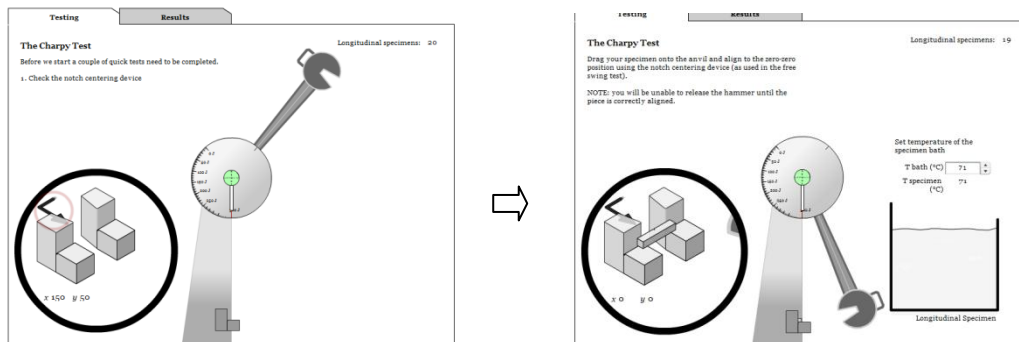 Testing
Results
The Charpy Test
Longitudinal specimens: 20
Before we start a couple of quick tests need to be completed.
1. Check the notch centering device
x 150 y 50
Testing
Results
The Charpy Test
Longitudinal specimens: 19
Drag your specimen onto the anvil and align to the zero-zero
position using the notch centering device (as used in the free
swing test).
NOTE: you will be unable to release the hammer until the
piece is correctly aligned.
Set temperature of the
specimen bath
T bath (°C) 71
T specimen 71
(°C)
x 0 y 0
Longitudinal Specimen